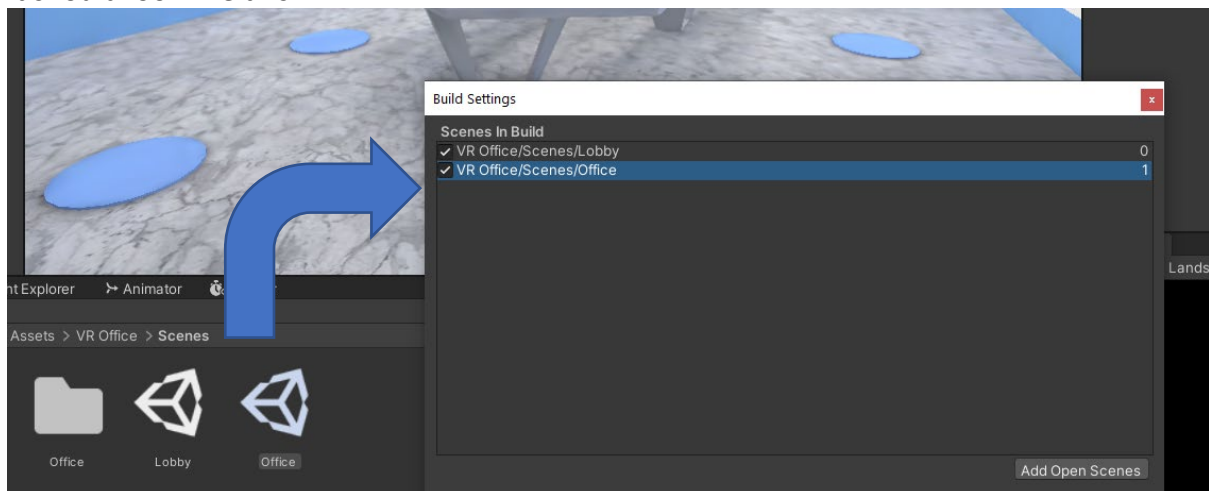 Build Settings
x
Scenes In Build
VR Office/Scenes/Lobby 0
VR Office/Scenes/Office 1
Lands
nt Explorer Animator
Assets > VR Office > Scenes
Office Lobby Office
Add Open Scenes